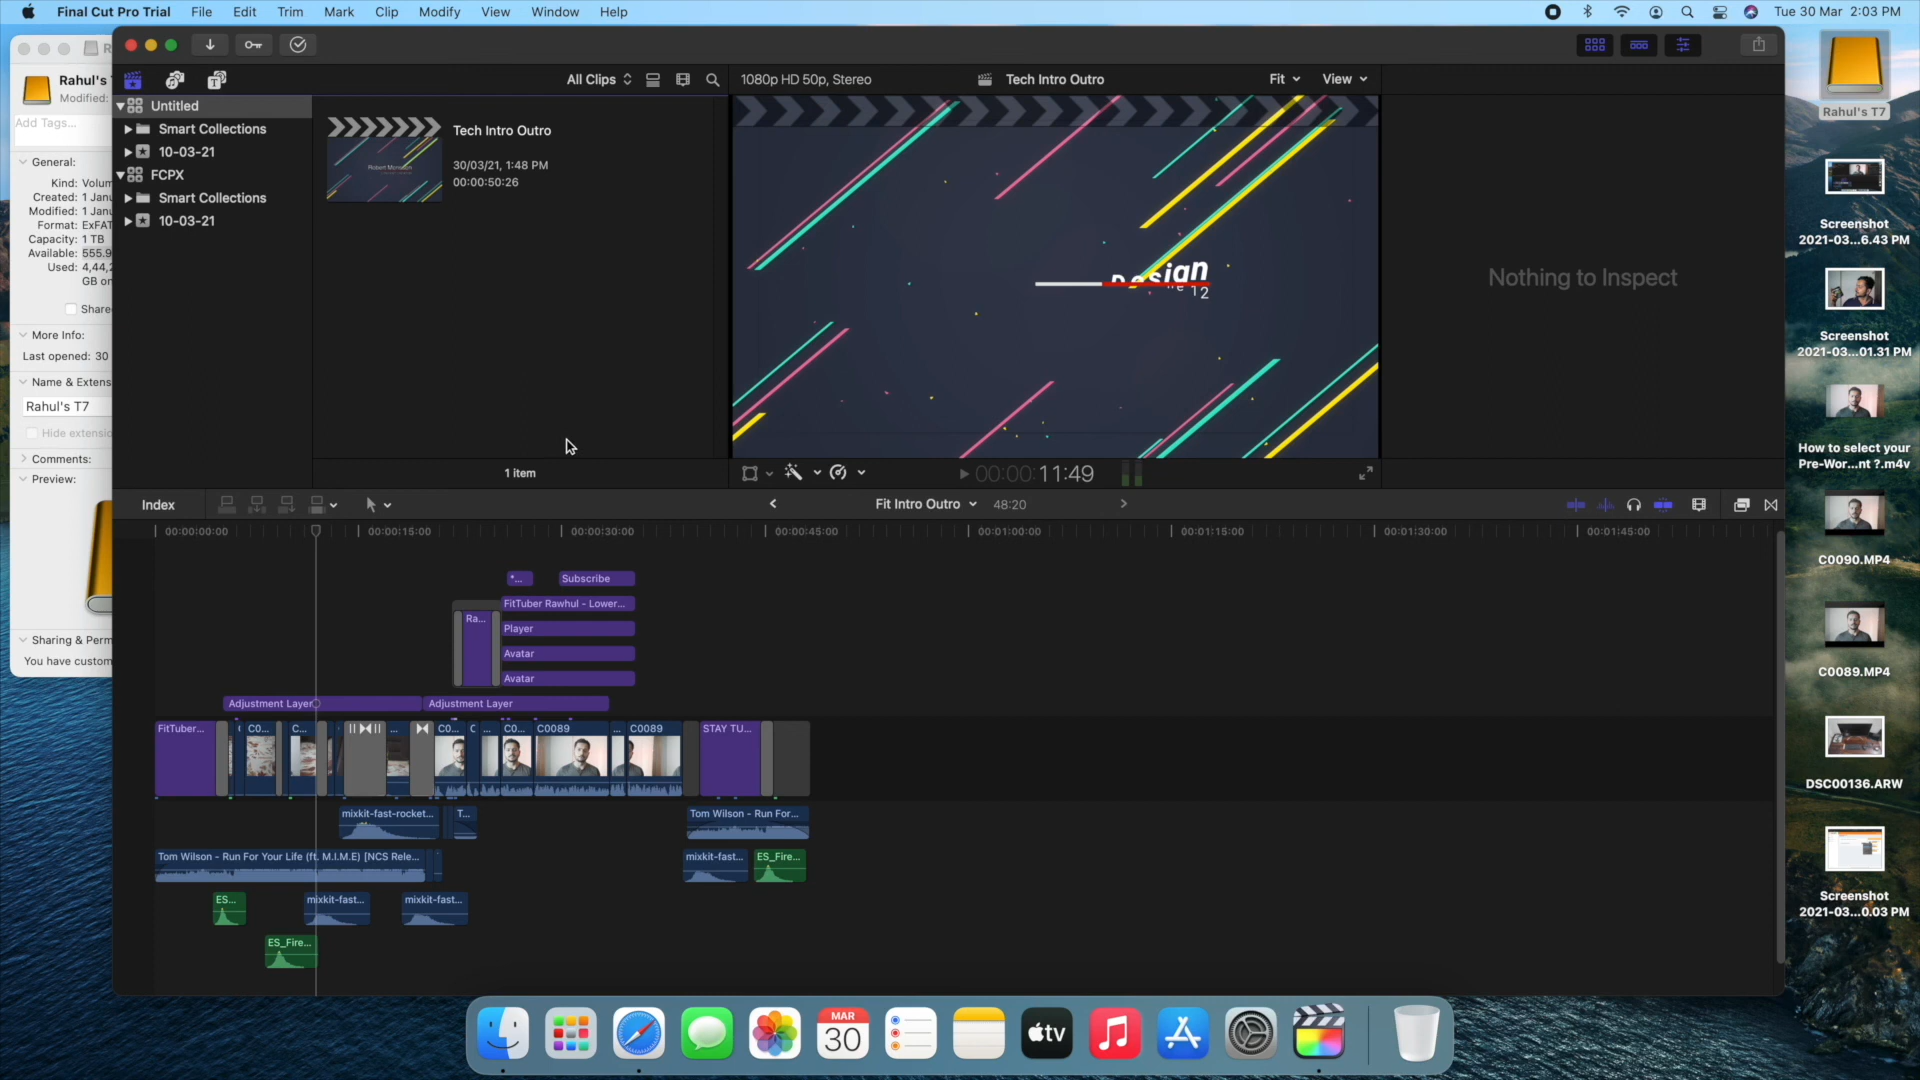 Final Cut Pro Trial File Edit Trim Mark Clip Modify View Window Help
Tue 30 Mar 2:03 PM
Rahul's
Modified:
Add Tags...
General:
Kind: Volum
Created: 1 Janu
Modified: 1 Janu
Format: ExFAT
Capacity: 1 TB
Available: 555.9
Used: 4,44,2
GB on
Share
More Info:
Last opened: 30
Name & Extens
Rahul's T7
Hide extensio
Comments:
Preview:
Sharing & Perm
You have custom
All Clips
Untitled
Smart Collections
10-03-21
FCPX
Smart Collections
10-03-21
Tech Intro Outro
30/03/21, 1:48 PM
00:00:50:26
1 item
1080p HD 50p, Stereo
Tech Intro Outro
Fit
View
Design
12
00:00:11:49
Nothing to Inspect
Index
Fit Intro Outro
48:20
00:00:00:00
00:00:15:00
00:00:30:00
00:00:45:00
00:01:00:00
00:01:15:00
00:01:30:00
00:01:45:00
*...
Subscribe
FitTuber Rawhul - Lower...
Ra...
Player
Avatar
Avatar
Adjustment Layer
Adjustment Layer
FitTuber...
C0...
C...
...
C0...
C
...
C0...
C0089
...
C0089
STAY TU...
mixkit-fast-rocket...
T...
Tom Wilson - Run For...
Tom Wilson - Run For Your Life (ft. M.I.M.E) [NCS Rele...
mixkit-fast...
ES_Fire...
ES...
mixkit-fast...
mixkit-fast...
ES_Fire...
Rahul's T7
Screenshot
2021-03...6.43 PM
Screenshot
2021-03...01.31 PM
How to select your
Pre-Wor...nt ?.m4v
C0090.MP4
C0089.MP4
DSC00136.ARW
Screenshot
2021-03...0.03 PM
MAR
30
tv